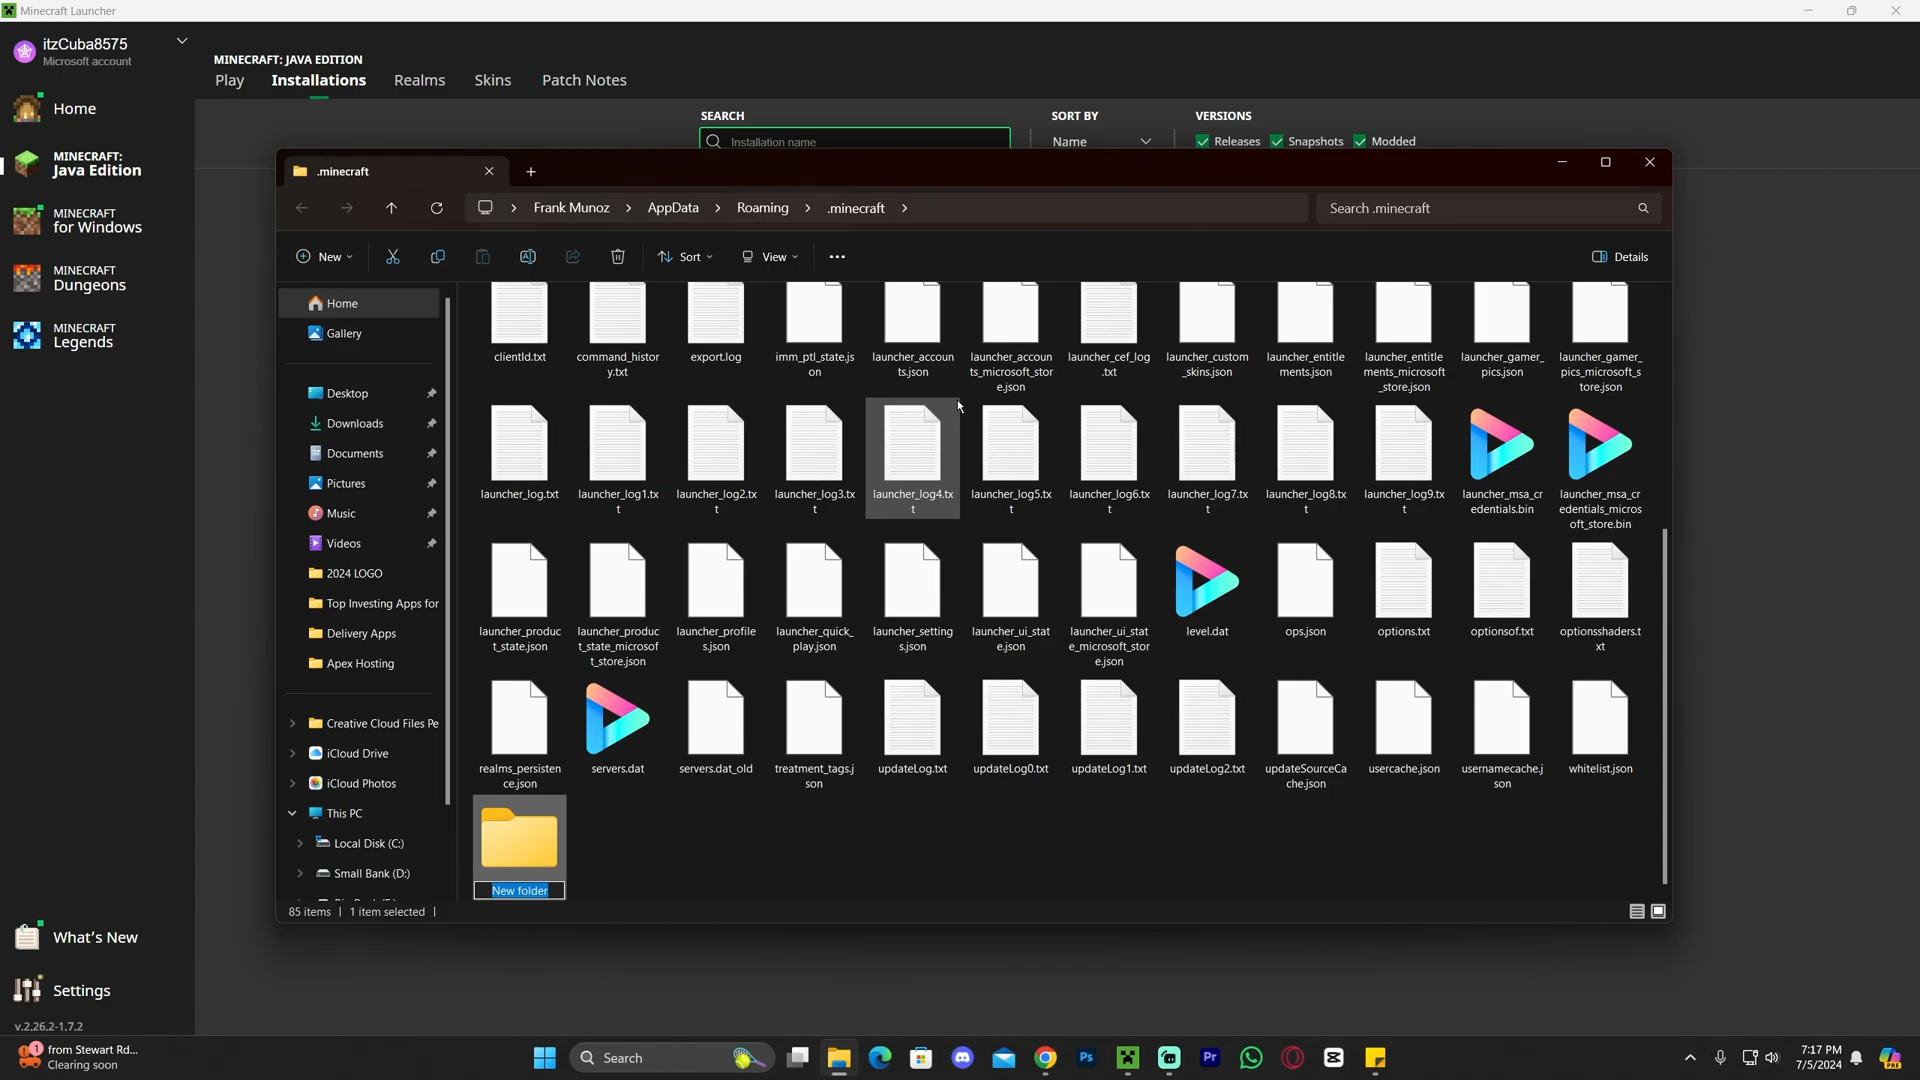 Minecraft Launcher
itzCuba8575
Microsoft account
MINECRAFT: JAVA EDITION
Play Installations Realms Skins Patch Notes
Home
MINECRAFT:
Java Edition
MINECRAFT
for Windows
MINECRAFT
Dungeons
MINECRAFT
Legends
What's New
Settings
v.2.26.2-1.7.2
SEARCH SORT BY VERSIONS
Installation name Name Releases Snapshots Modded
.minecraft
Frank Munoz AppData Roaming .minecraft
Search .minecraft
New Sort View Details
Home
Gallery
Desktop
Downloads
Documents
Pictures
Music
Videos
2024 LOGO
Top Investing Apps for
Delivery Apps
Apex Hosting
Creative Cloud Files Pe
iCloud Drive
iCloud Photos
This PC
Local Disk (C:)
Small Bank (D:)
clientId.txt
command_histor
y.txt
export.log
imm_ptl_state.js
on
launcher_accoun
ts.json
launcher_accoun
ts_microsoft_stor
e.json
launcher_cef_log
.txt
launcher_custom
_skins.json
launcher_entitle
ments.json
launcher_entitle
ments_microsoft
_store.json
launcher_gamer_
pics.json
launcher_gamer_
pics_microsoft_s
tore.json
launcher_log.txt
launcher_log1.tx
t
launcher_log2.tx
t
launcher_log3.tx
t
launcher_log4.tx
t
launcher_log5.tx
t
launcher_log6.tx
t
launcher_log7.tx
t
launcher_log8.tx
t
launcher_log9.tx
t
launcher_msa_cr
edentials.bin
launcher_msa_cr
edentials_micros
oft_store.bin
launcher_produc
t_state.json
launcher_produc
t_state_microsof
t_store.json
launcher_profile
s.json
launcher_quick_
play.json
launcher_setting
s.json
launcher_ui_stat
e.json
launcher_ui_stat
e_microsoft_stor
e.json
level.dat
ops.json
options.txt
optionsof.txt
optionsshaders.t
xt
realms_persisten
ce.json
servers.dat
servers.dat_old
treatment_tags.j
son
updateLog.txt
updateLog0.txt
updateLog1.txt
updateLog2.txt
updateSourceCa
che.json
usercache.json
usernamecache.j
son
whitelist.json
New folder
85 items 1 item selected
1
from Stewart Rd...
Clearing soon
Search
Ps
Pr
7:17 PM
7/5/2024
PRE